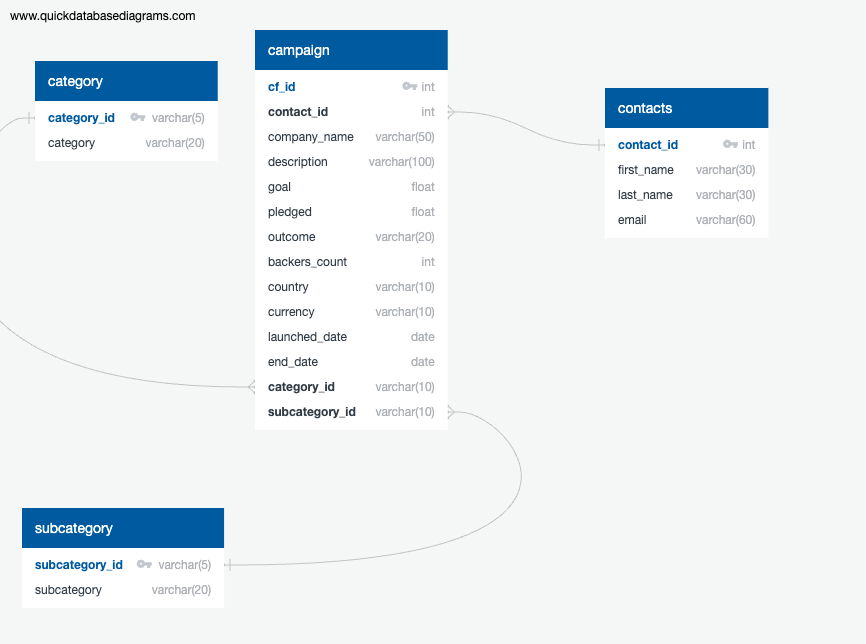 www.quickdatabasediagrams.com
category
category_id varchar(5)
category varchar(20)
campaign
cf_id int
contact_id int
company_name varchar(50)
description varchar(100)
goal float
pledged float
outcome varchar(20)
backers_count int
country varchar(10)
currency varchar(10)
launched_date date
end_date date
category_id varchar(10)
subcategory_id varchar(10)
contacts
contact_id int
first_name varchar(30)
last_name varchar(30)
email varchar(60)
subcategory
subcategory_id varchar(5)
subcategory varchar(20)